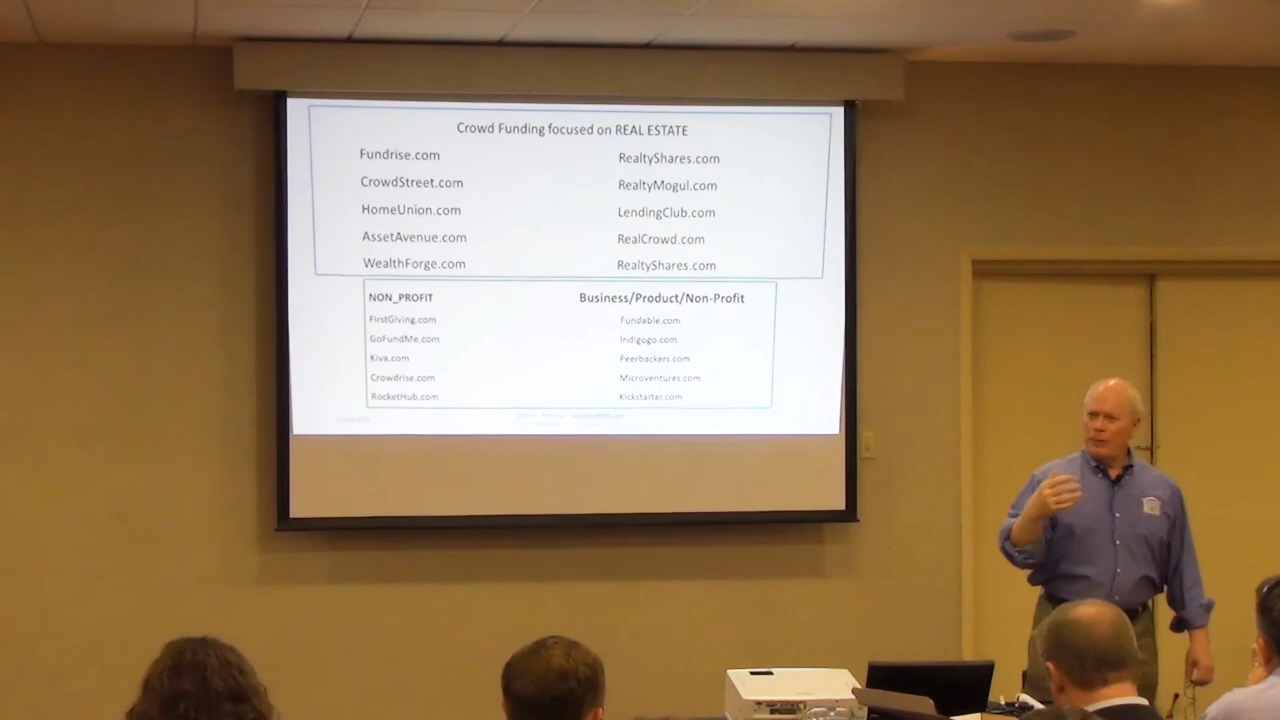 Crowd Funding focused on REAL ESTATE
Fundrise.com
RealtyShares.com
CrowdStreet.com
RealtyMogul.com
HomeUnion.com
LendingClub.com
AssetAvenue.com
RealCrowd.com
WealthForge.com
RealtyShares.com
NON_PROFIT
Business/Product/Non-Profit
FirstGiving.com
Fundable.com
GoFundMe.com
Indigogo.com
Kiva.com
Peerbackers.com
Crowdrise.com
Microventures.com
RocketHub.com
Kickstarter.com